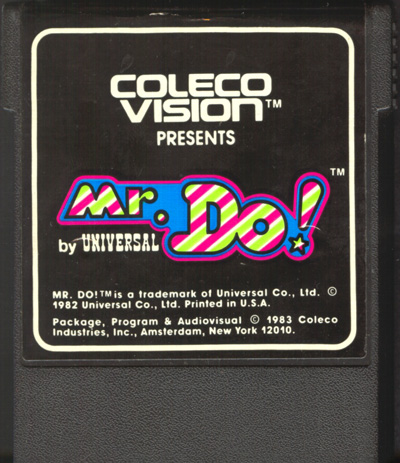 COLECO
VISION™
PRESENTS
Mr. Do!™
by UNIVERSAL
MR. DO!™ is a trademark of Universal Co., Ltd. ©
1982 Universal Co., Ltd. Printed in U.S.A.
Package, Program & Audiovisual © 1983 Coleco
Industries, Inc., Amsterdam, New York 12010.